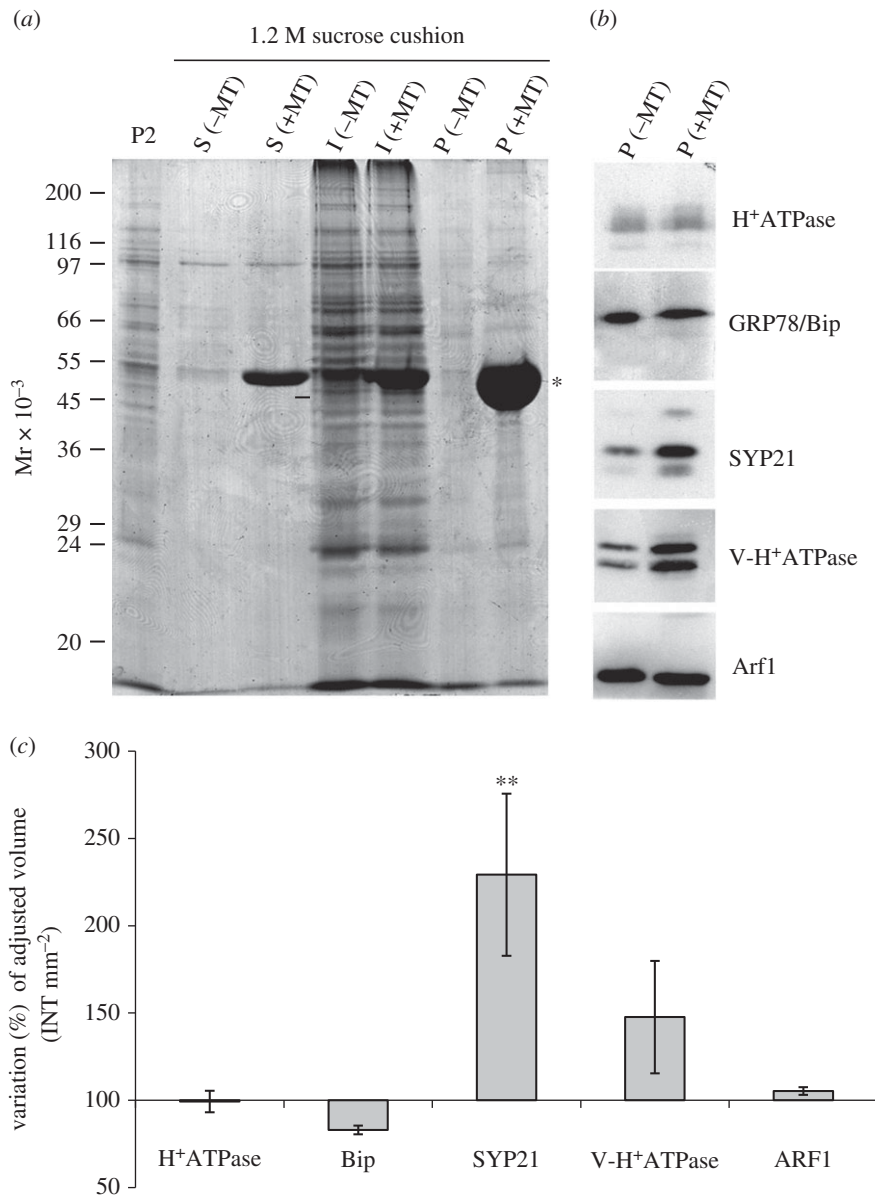 (a)
1.2 M sucrose cushion
P2 S (–MT) S (+MT) I (–MT) I (+MT) P (–MT) P (+MT)
Mr × 10⁻³
200
116
97
66
55
45
36
29
24
20
*
(b)
P (–MT) P (+MT)
H⁺ATPase
GRP78/Bip
SYP21
V-H⁺ATPase
Arf1
(c)
variation (%) of adjusted volume
(INT mm⁻²)
300
250
200
150
100
50
**
H⁺ATPase Bip SYP21 V-H⁺ATPase ARF1